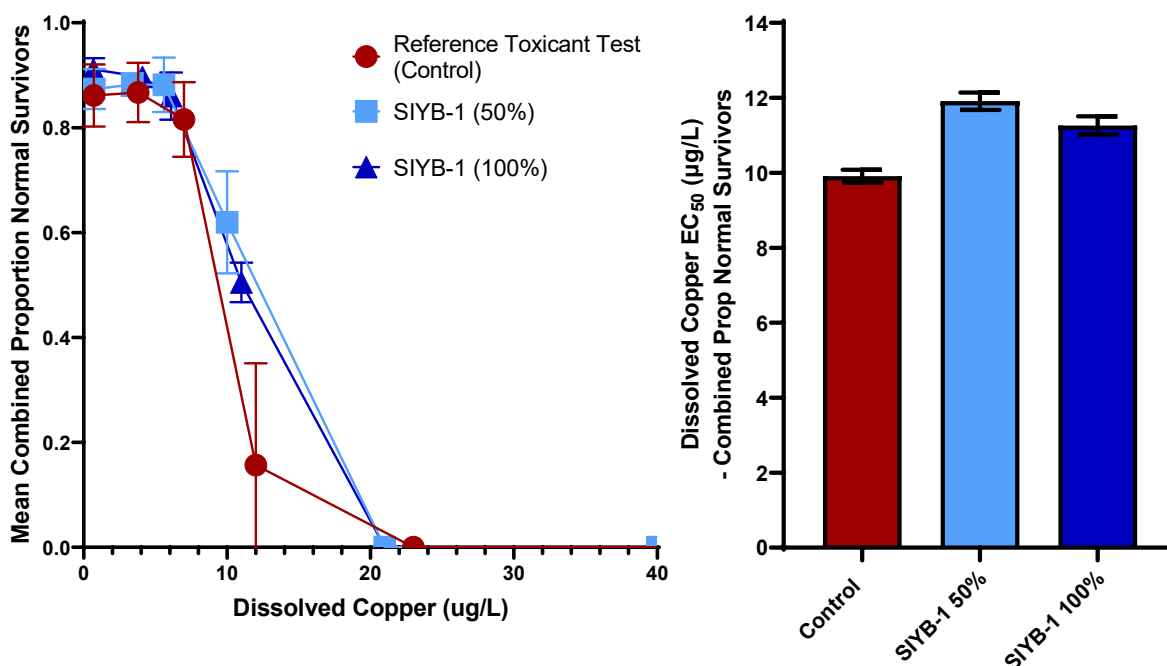 Mean Combined Proportion Normal Survivors
1.0
0.8
0.6
0.4
0.2
0.0
0
10
20
30
40
Dissolved Copper (ug/L)
Reference Toxicant Test
(Control)
SIYB-1 (50%)
SIYB-1 (100%)
Dissolved Copper EC50 (µg/L)
- Combined Prop Normal Survivors
14
12
10
8
6
4
2
0
Control
SIYB-1 50%
SIYB-1 100%